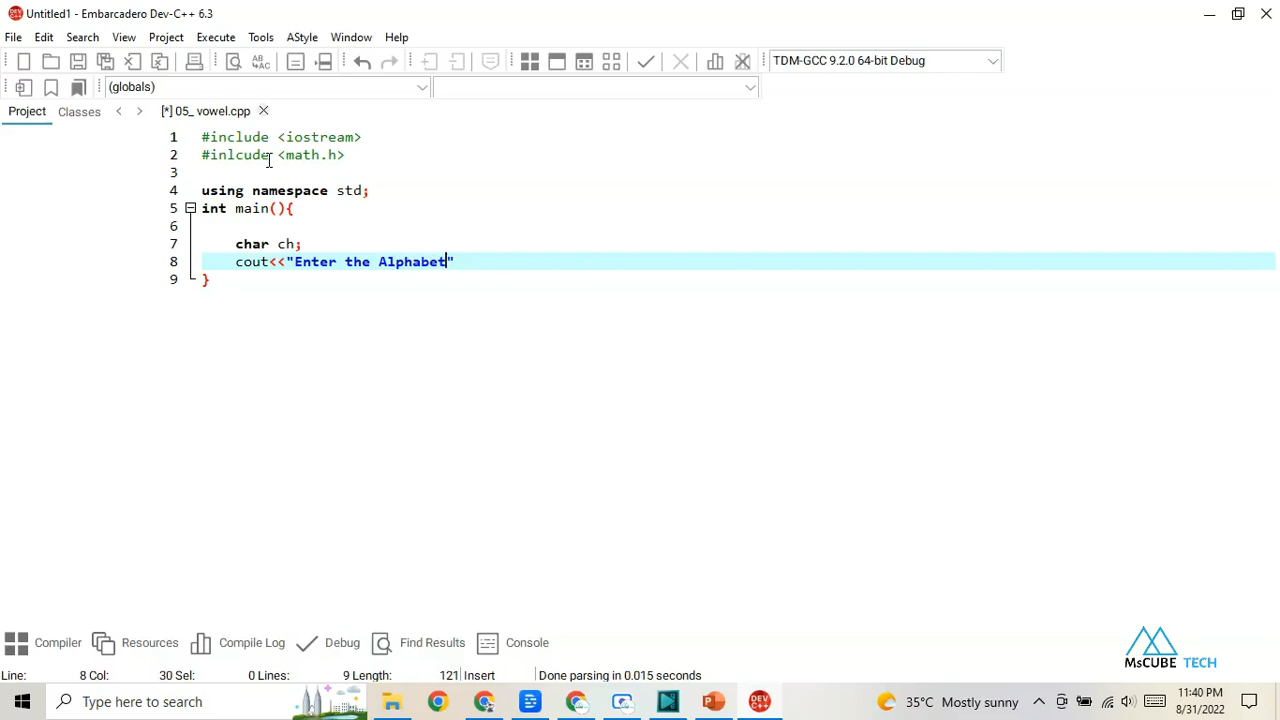 Untitled1 - Embarcadero Dev-C++ 6.3
File Edit Search View Project Execute Tools AStyle Window Help
TDM-GCC 9.2.0 64-bit Debug
(globals)
Project Classes [*] 05_ vowel.cpp
1 #include <iostream>
2 #inlcude <math.h>
3
4 using namespace std;
5 int main(){
6
7 char ch;
8 cout<<"Enter the Alphabet"
9 }
Compiler Resources Compile Log Debug Find Results Console
MsCUBE TECH
Line: 8 Col: 30 Sel: 0 Lines: 9 Length: 121 Insert Done parsing in 0.015 seconds
Type here to search 35°C Mostly sunny 11:40 PM
8/31/2022